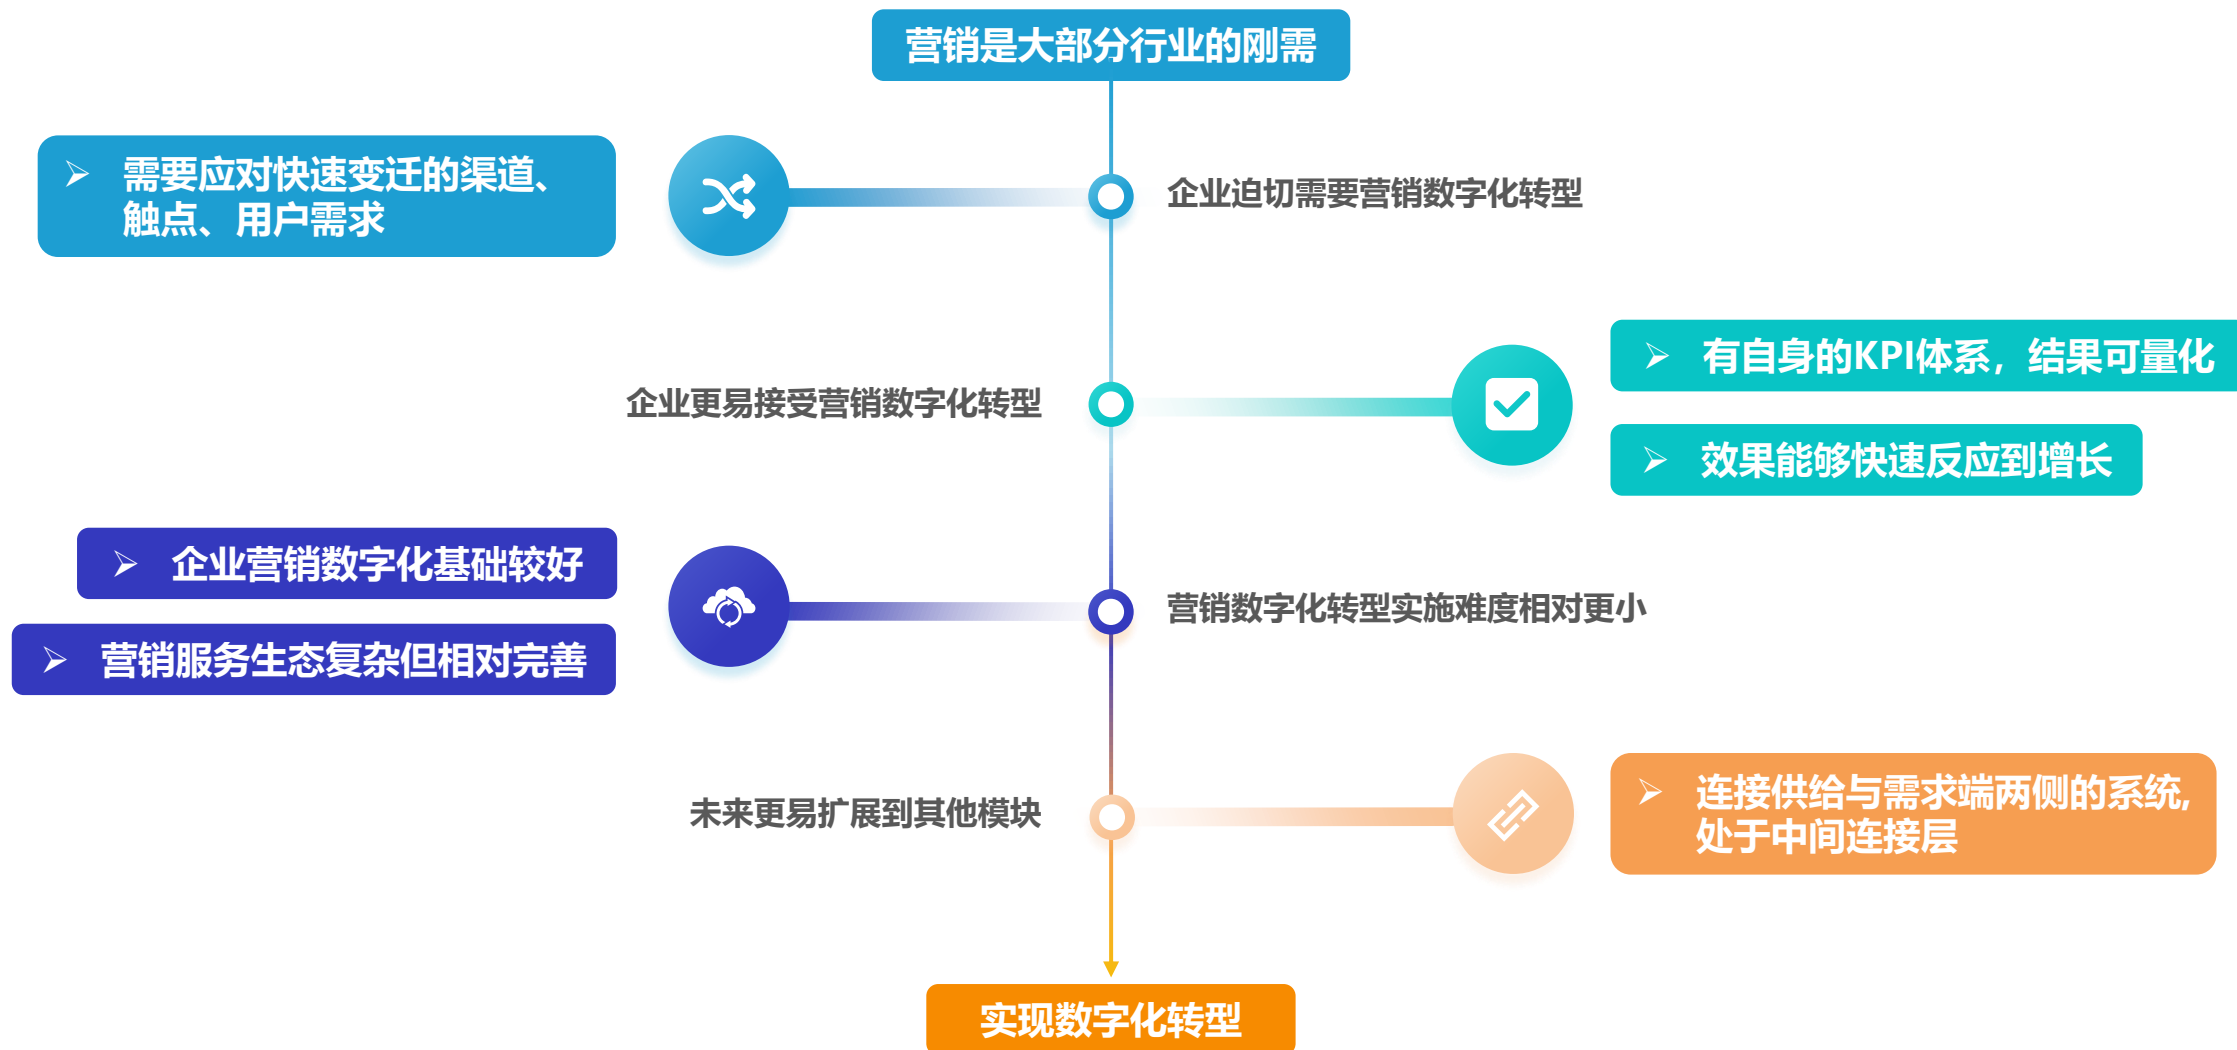 营销是大部分行业的刚需
需要应对快速变迁的渠道、
触点、用户需求
企业迫切需要营销数字化转型
企业更易接受营销数字化转型
有自身的KPI体系，结果可量化
效果能够快速反应到增长
企业营销数字化基础较好
营销服务生态复杂但相对完善
营销数字化转型实施难度相对更小
未来更易扩展到其他模块
连接供给与需求端两侧的系统,
处于中间连接层
实现数字化转型